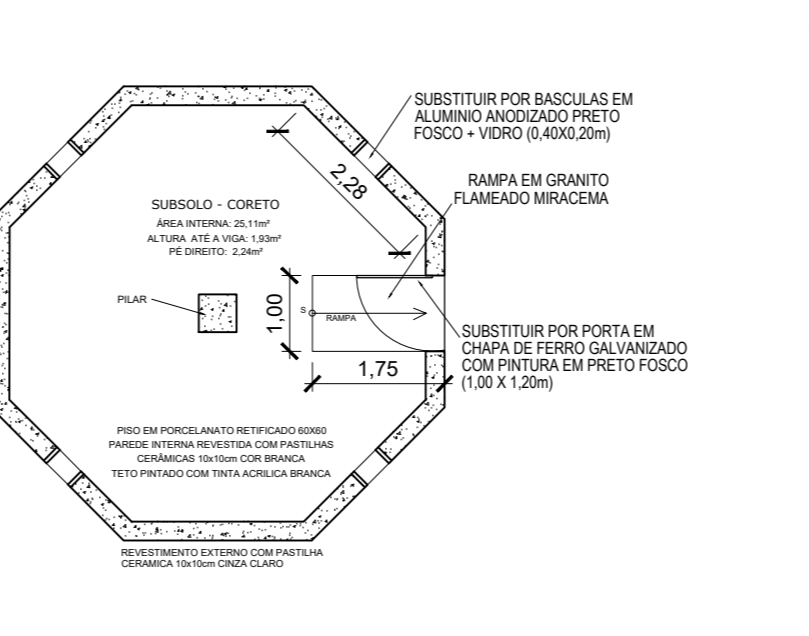 SUBSTITUIR POR BASCULAS EM
ALUMINIO ANODIZADO PRETO
FOSCO + VIDRO (0,40X0,20m)
RAMPA EM GRANITO
FLAMEADO MIRACEMA
2,28
SUBSOLO - CORETO
ÁREA INTERNA: 25,11m²
ALTURA ATÉ A VIGA: 1,93m²
PÉ DIREITO: 2,24m²
PILAR
1,00
S
RAMPA
SUBSTITUIR POR PORTA EM
CHAPA DE FERRO GALVANIZADO
COM PINTURA EM PRETO FOSCO
(1,00 X 1,20m)
1,75
PISO EM PORCELANATO RETIFICADO 60X60
PAREDE INTERNA REVESTIDA COM PASTILHAS
CERÂMICAS 10x10cm COR BRANCA
TETO PINTADO COM TINTA ACRILICA BRANCA
REVESTIMENTO EXTERNO COM PASTILHA
CERAMICA 10x10cm CINZA CLARO